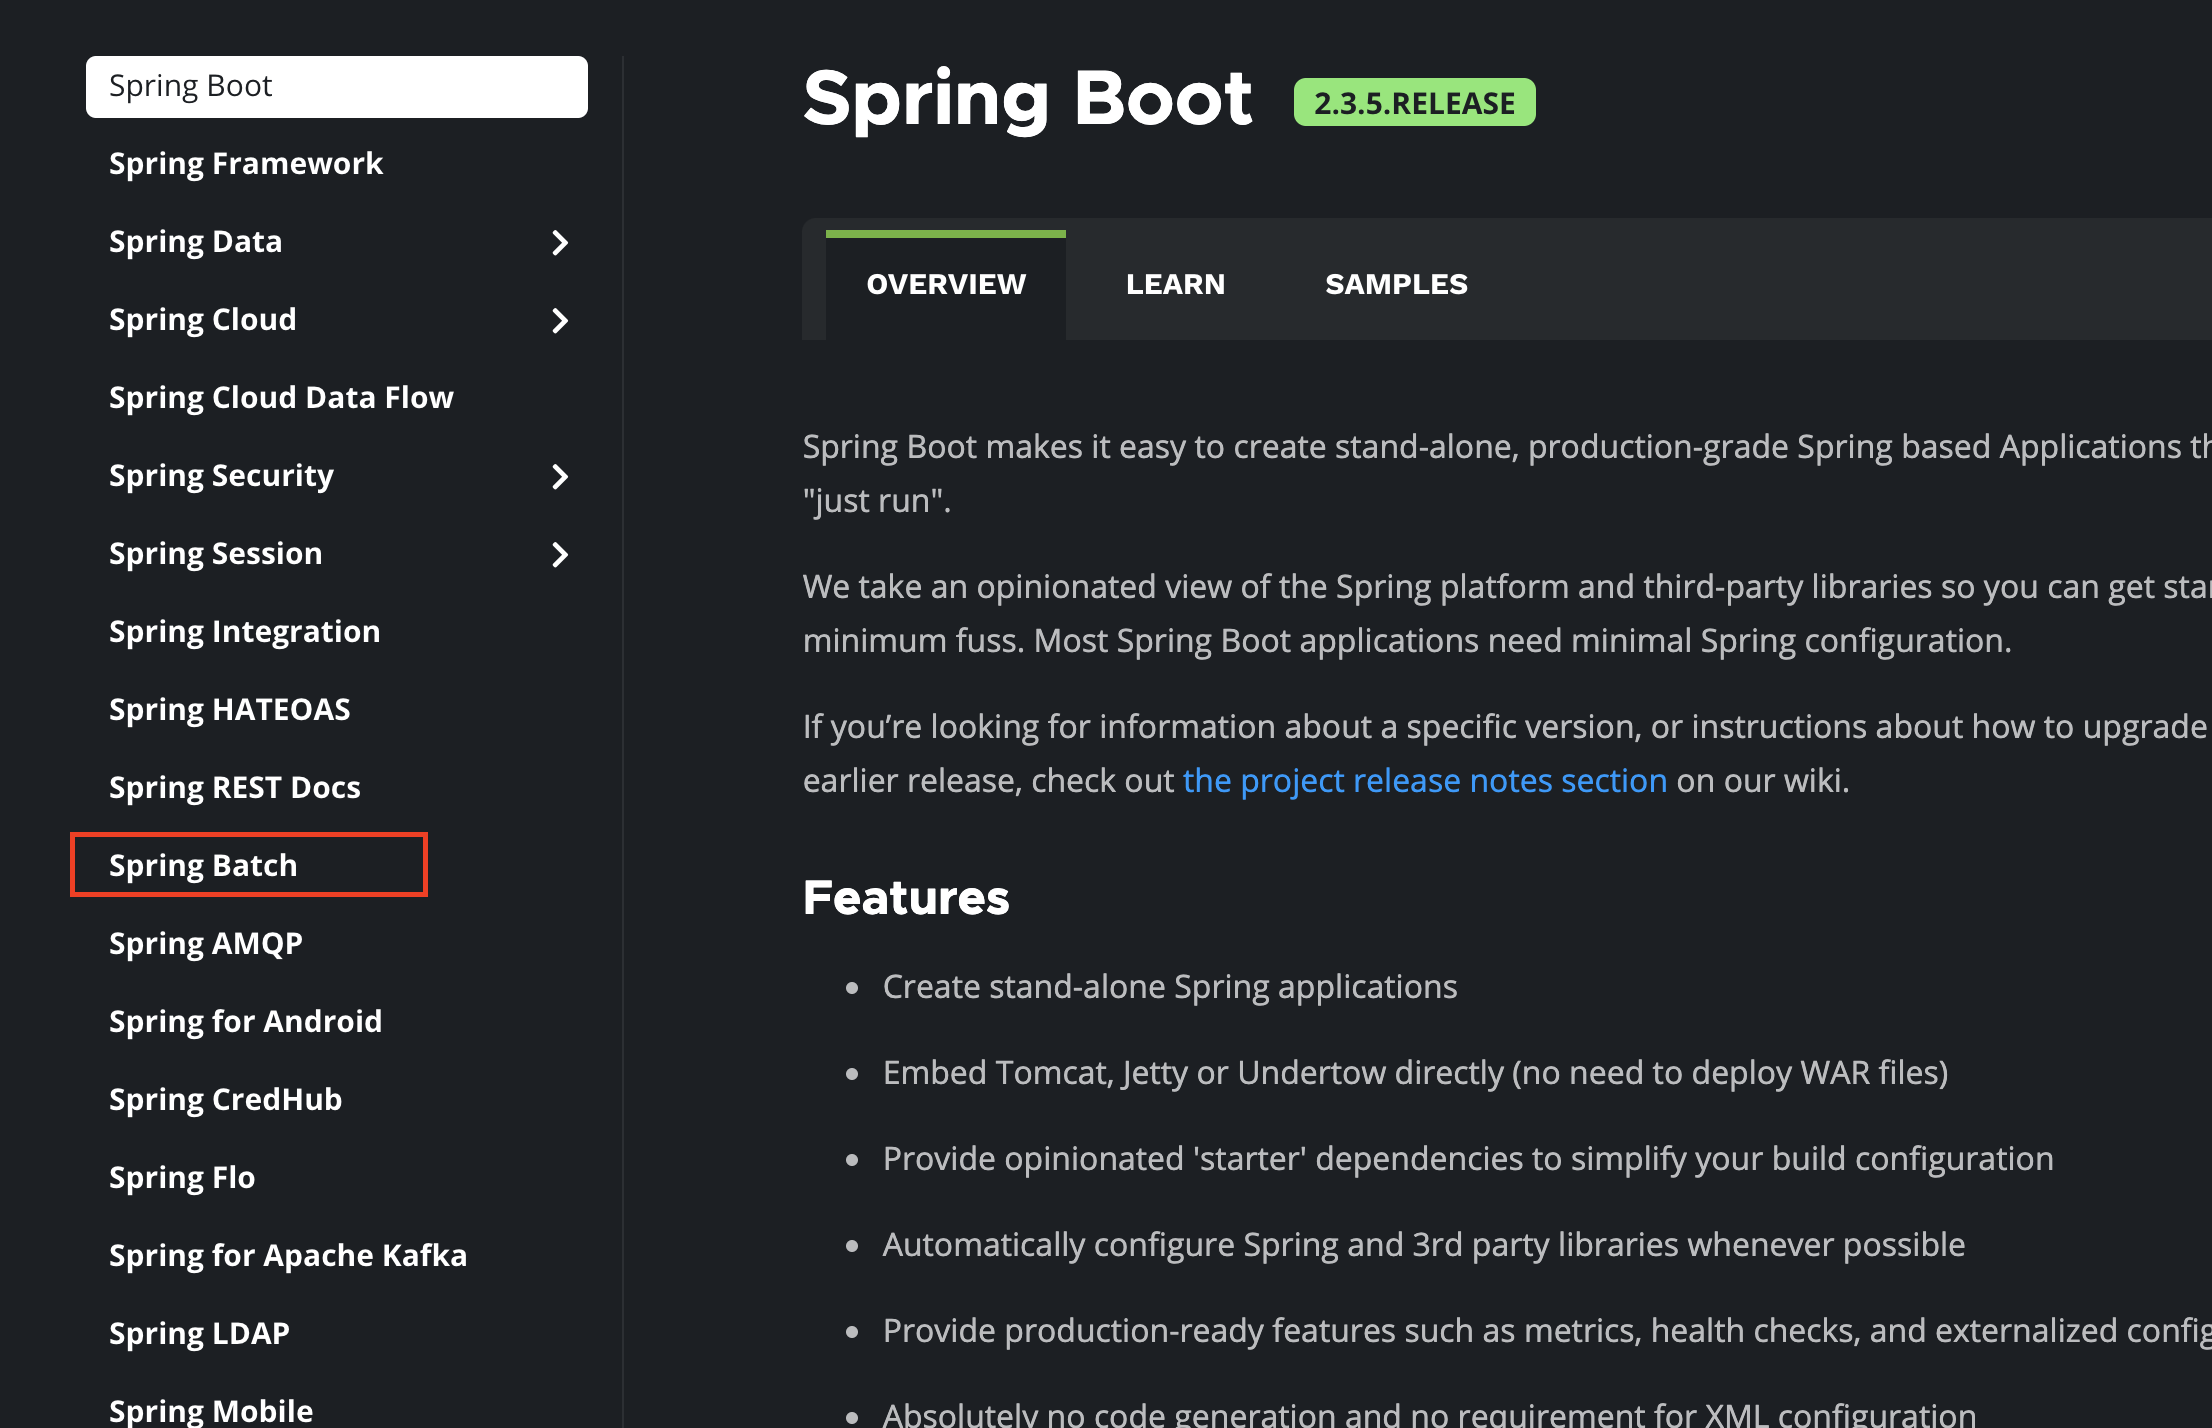 Spring Boot
Spring Framework
Spring Data
Spring Cloud
Spring Cloud Data Flow
Spring Security
Spring Session
Spring Integration
Spring HATEOAS
Spring REST Docs
Spring Batch
Spring AMQP
Spring for Android
Spring CredHub
Spring Flo
Spring for Apache Kafka
Spring LDAP
Spring Mobile
Spring Boot 2.3.5.RELEASE
OVERVIEW LEARN SAMPLES
Spring Boot makes it easy to create stand-alone, production-grade Spring based Applications
"just run".
We take an opinionated view of the Spring platform and third-party libraries so you can get
minimum fuss. Most Spring Boot applications need minimal Spring configuration.
If you’re looking for information about a specific version, or instructions about how to upgrade
earlier release, check out the project release notes section on our wiki.
Features
• Create stand-alone Spring applications
• Embed Tomcat, Jetty or Undertow directly (no need to deploy WAR files)
• Provide opinionated 'starter' dependencies to simplify your build configuration
• Automatically configure Spring and 3rd party libraries whenever possible
• Provide production-ready features such as metrics, health checks, and externalized
• Absolutely no code generation and no requirement for XML configuration